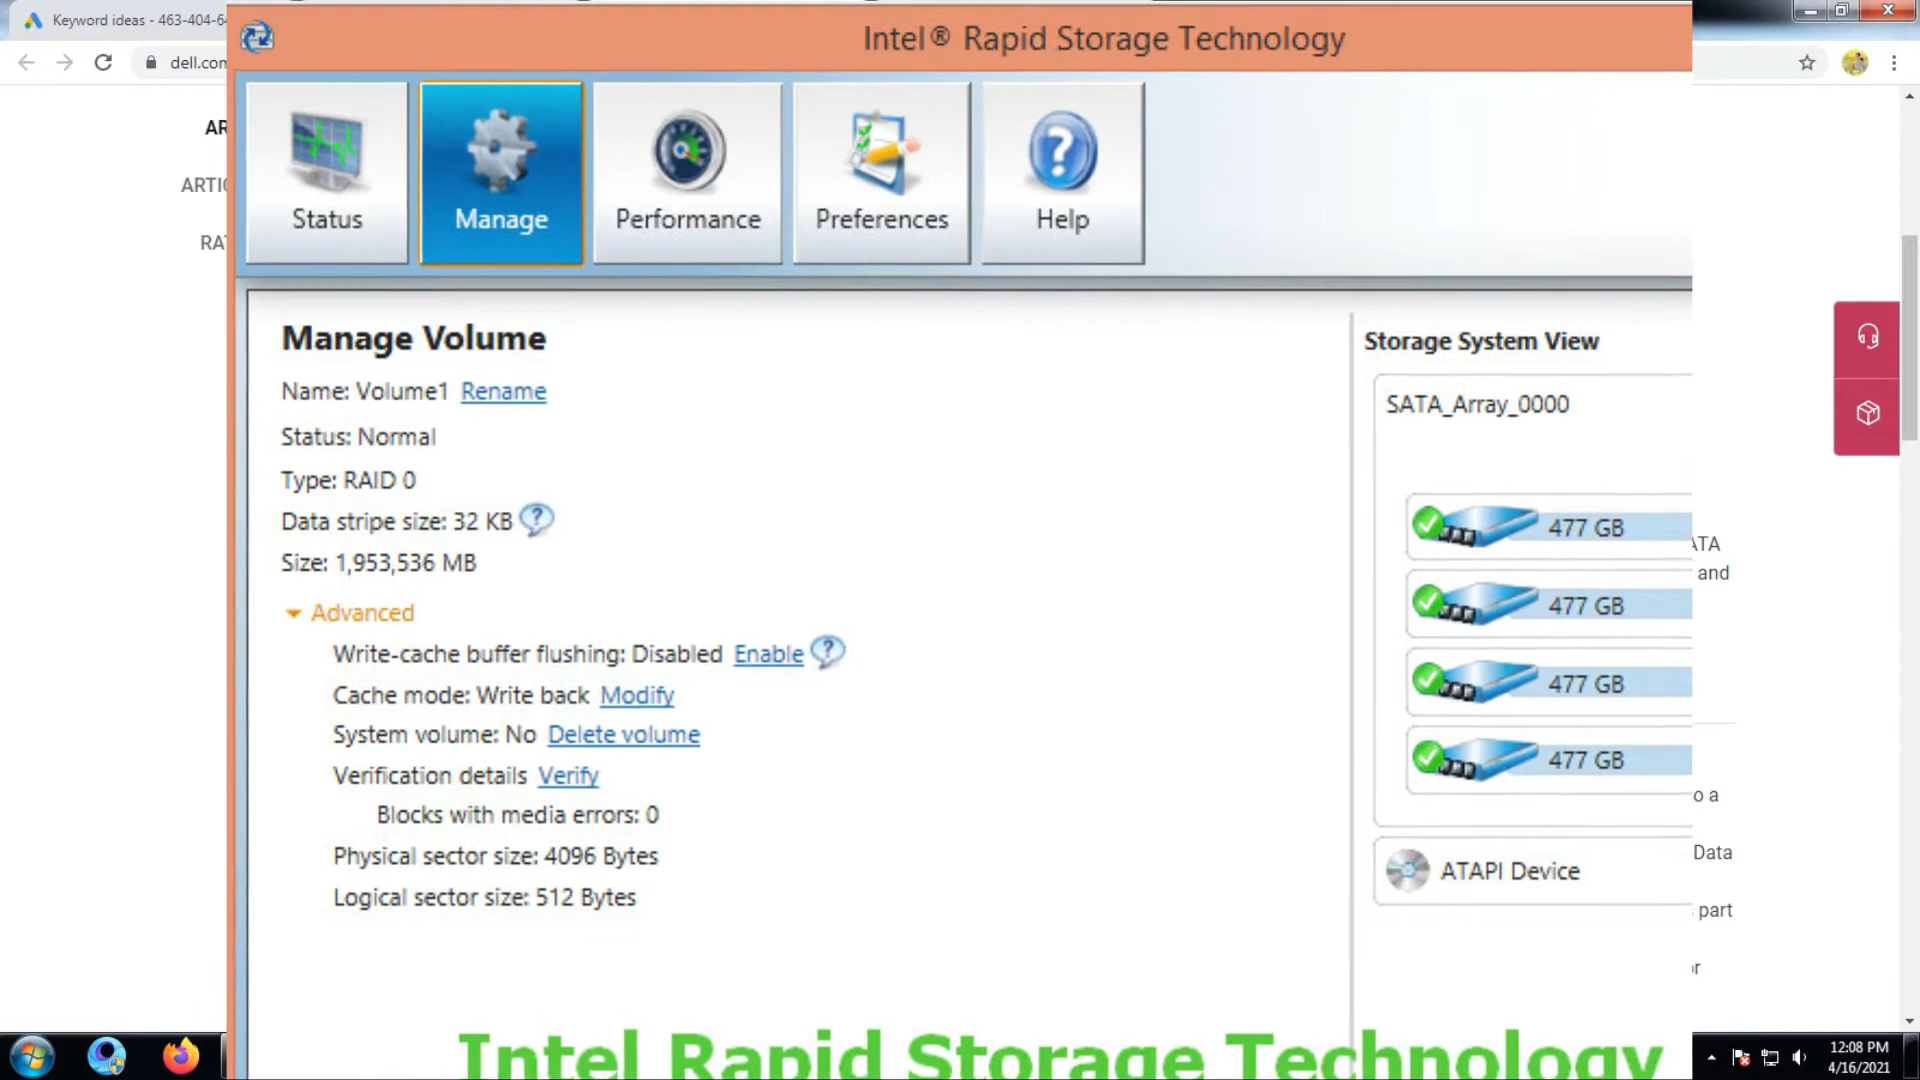 Keyword ideas - 463-404-6
Intel® Rapid Storage Technology
dell.com
AR
Status
Manage
Performance
Preferences
Help
ARTIC
RAT
Manage Volume
Storage System View
Name: Volume1 Rename
SATA_Array_0000
Status: Normal
Type: RAID 0
Data stripe size: 32 KB
477 GB
ATA
Size: 1,953,536 MB
and
Advanced
477 GB
Write-cache buffer flushing: Disabled Enable
Cache mode: Write back Modify
477 GB
System volume: No Delete volume
477 GB
Verification details Verify
o a
Blocks with media errors: 0
Physical sector size: 4096 Bytes
Data
ATAPI Device
Logical sector size: 512 Bytes
part
or
Intel Rapid Storage Technology
12:08 PM
4/16/2021